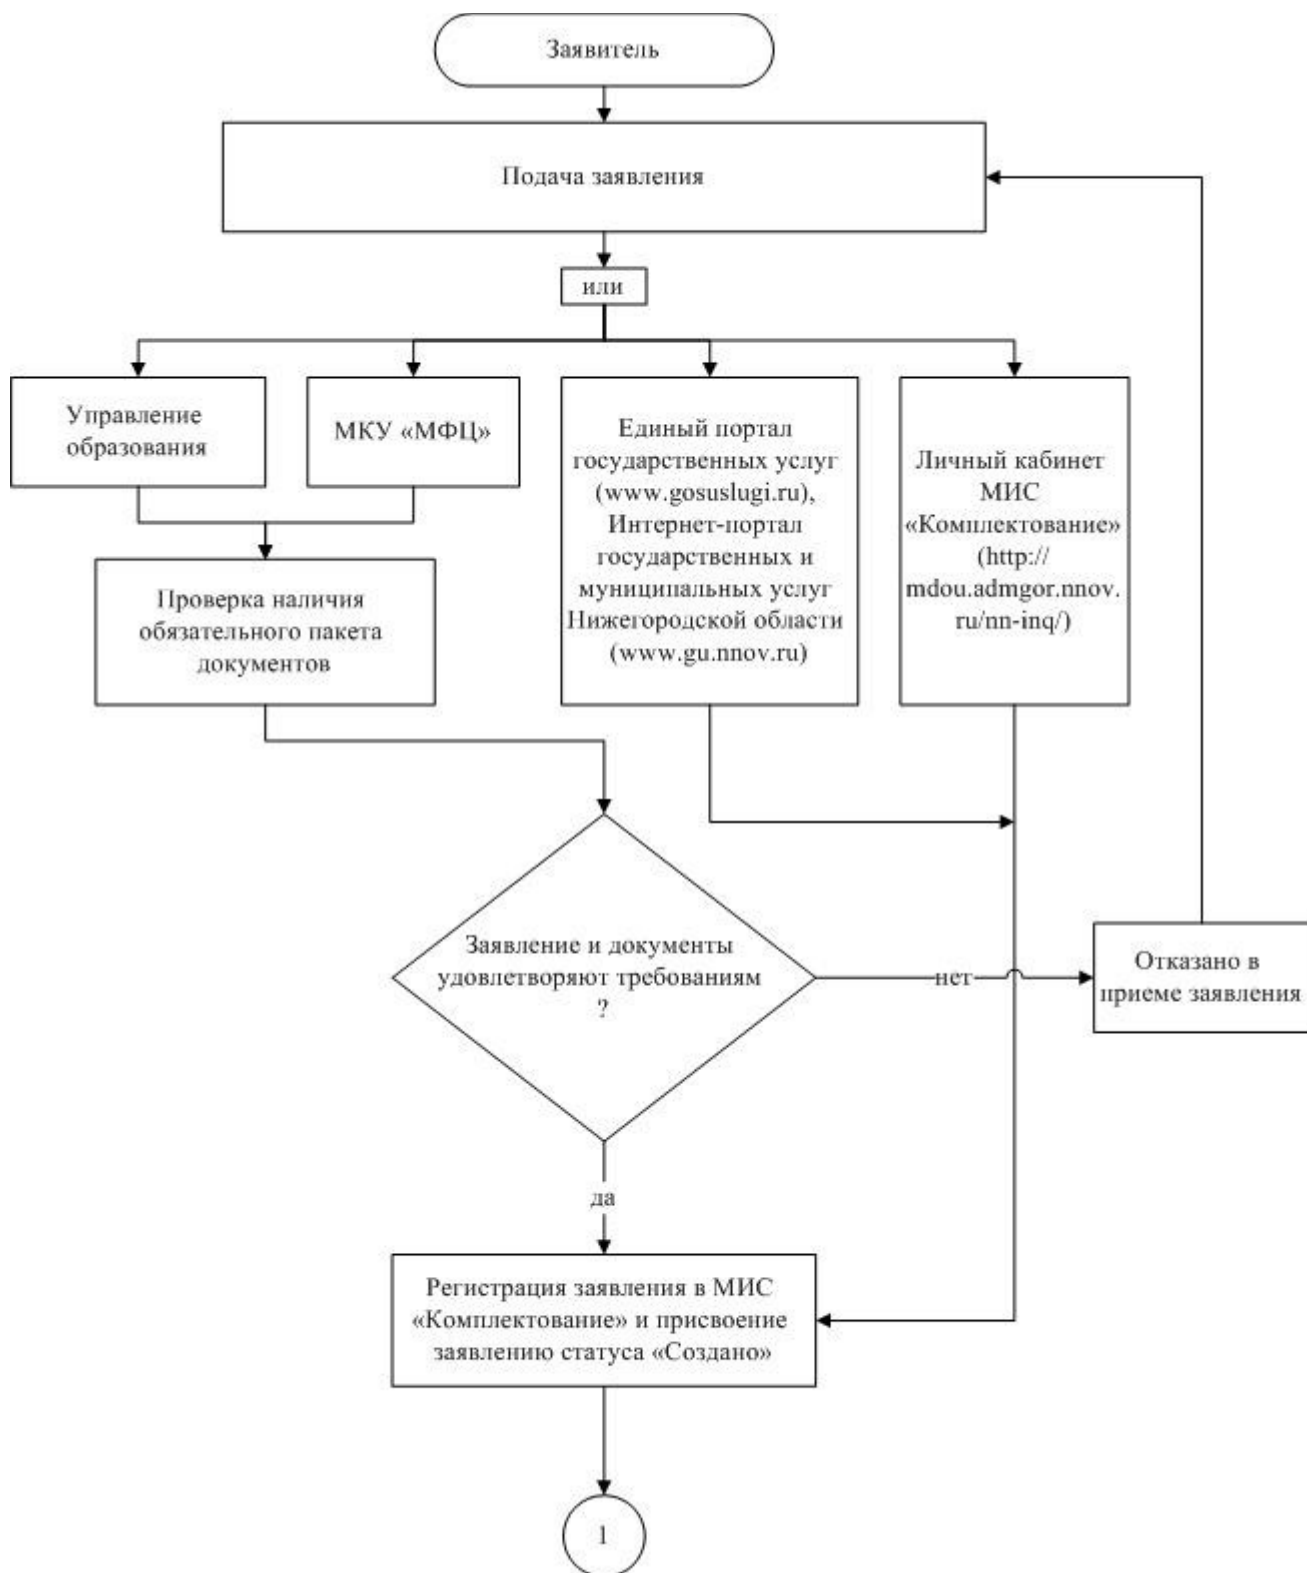 Заявитель
Подача заявления
или
Управление
образования
МКУ «МФЦ»
Единый портал
государственных услуг
(www.gosuslugi.ru),
Интернет-портал
государственных и
муниципальных услуг
Нижегородской области
(www.gu.nnov.ru)
Личный кабинет
МИС
«Комплектование»
(http://
mdou.admgor.nnov.
ru/nn-inq/)
Проверка наличия
обязательного пакета
документов
Заявление и документы
удовлетворяют требованиям
?
нет
Отказано в
приеме заявления
да
Регистрация заявления в МИС
«Комплектование» и присвоение
заявлению статуса «Создано»
1